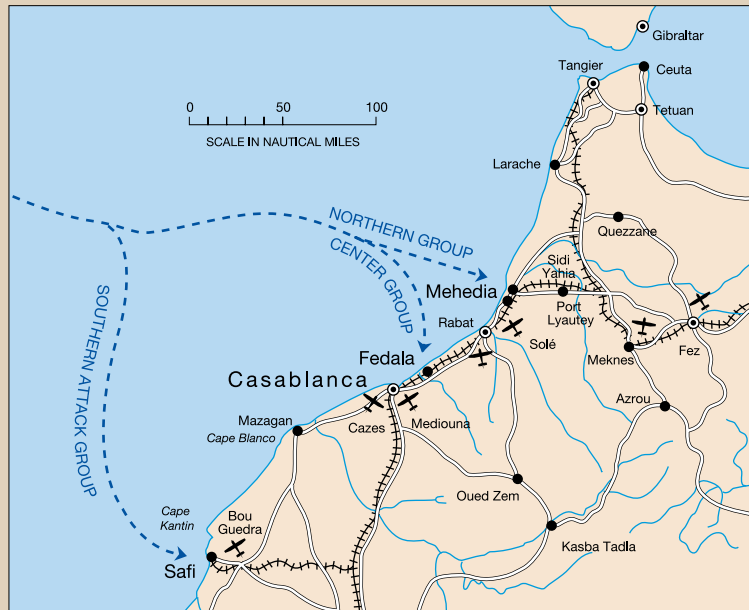 Gibraltar
Tangier
Ceuta
0 50 100
SCALE IN NAUTICAL MILES
Tetuan
Larache
NORTHERN GROUP
CENTER GROUP
SOUTHERN ATTACK GROUP
Quezzane
Sidi
Yahia
Mehedia
Port
Lyautey
Rabat
Solé
Fez
Meknes
Fedala
Casablanca
Azrou
Mazagan
Cazes
Mediouna
Cape Blanco
Oued Zem
Cape
Kantin
Bou
Guedra
Kasba Tadla
Safi